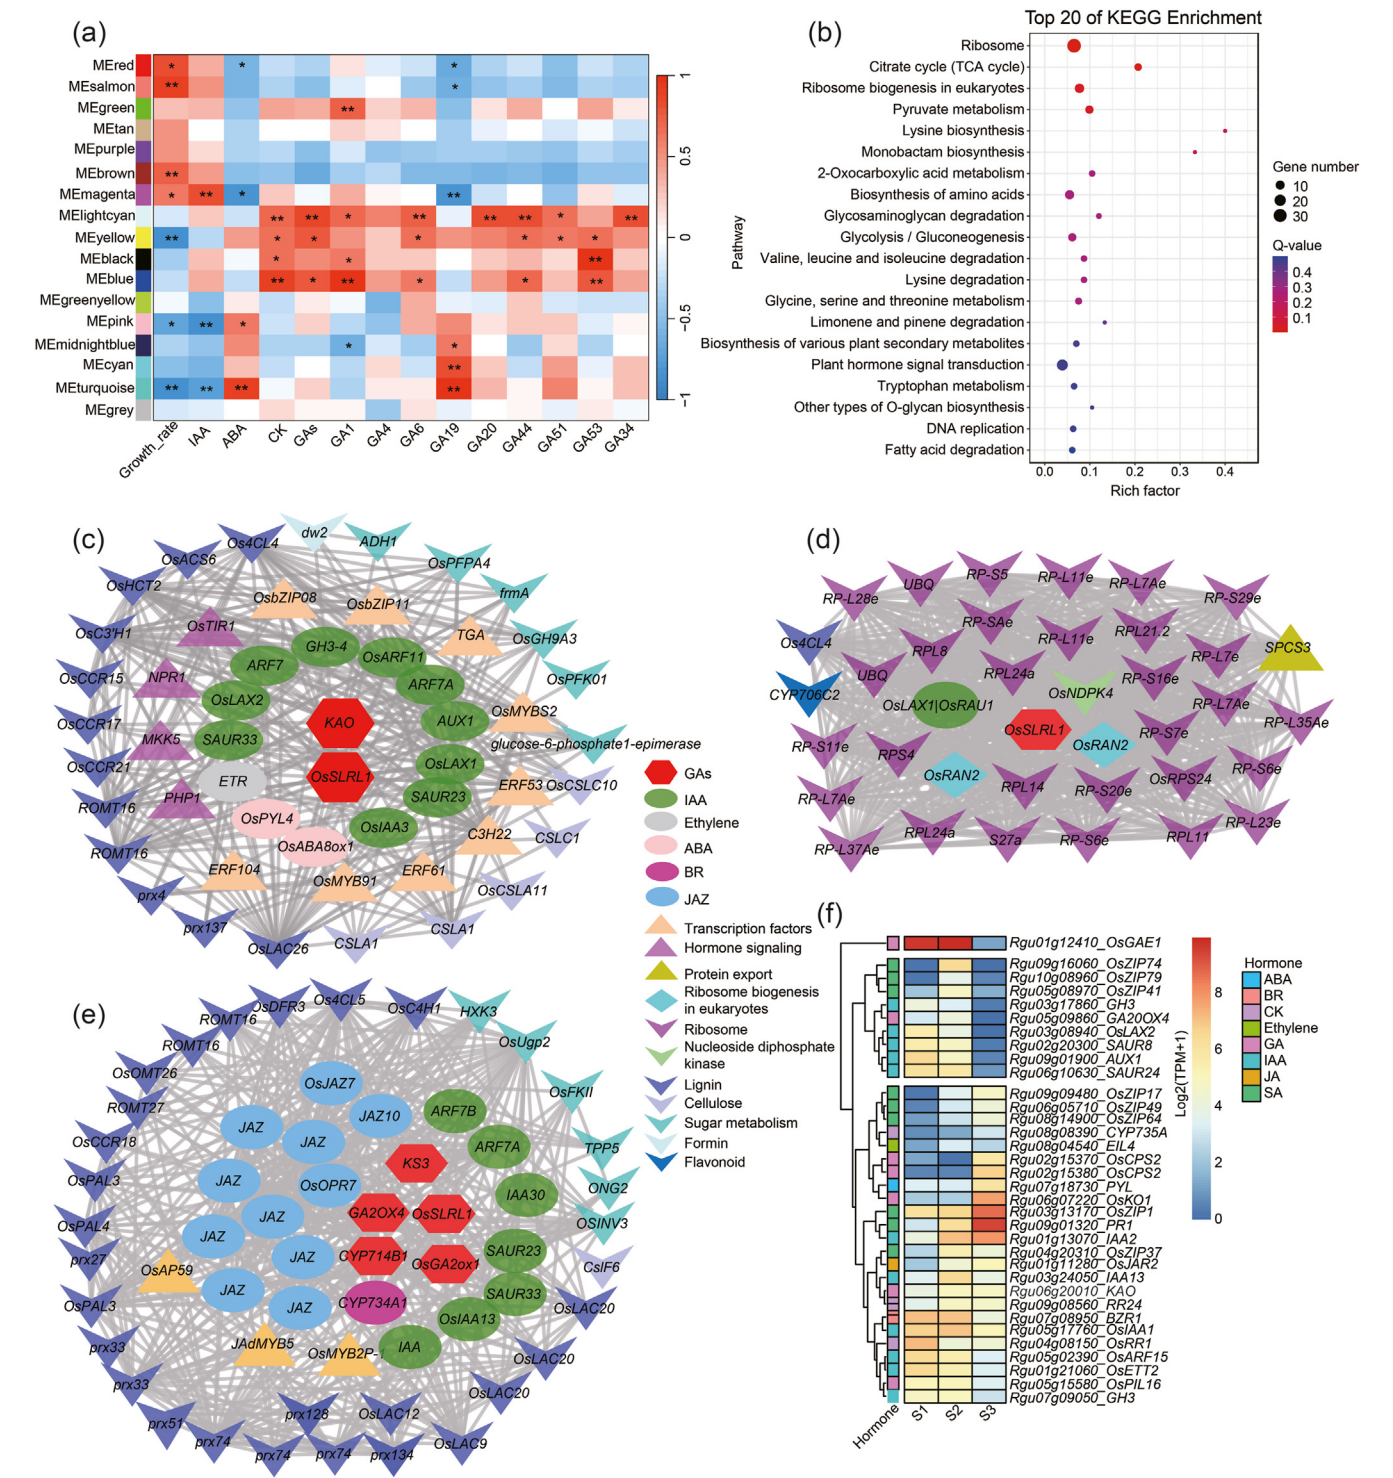 (a)
MEred
MEsalmon
MEgreen
MEtan
MEpurple
MEbrown
MEmagenta
MElightcyan
MEyellow
MEblack
MEblue
MEgreenyellow
MEpink
MEmidnightblue
MEcyan
MEturquoise
MEgrey
Growth_rate
IAA
ABA
CK
GAs
GA1
GA4
GA6
GA19
GA20
GA44
GA51
GA53
GA34
1
0.5
0
−0.5
−1
(b)
Top 20 of KEGG Enrichment
Pathway
Ribosome
Citrate cycle (TCA cycle)
Ribosome biogenesis in eukaryotes
Pyruvate metabolism
Lysine biosynthesis
Monobactam biosynthesis
2-Oxocarboxylic acid metabolism
Biosynthesis of amino acids
Glycosaminoglycan degradation
Glycolysis / Gluconeogenesis
Valine, leucine and isoleucine degradation
Lysine degradation
Glycine, serine and threonine metabolism
Limonene and pinene degradation
Biosynthesis of various plant secondary metabolites
Plant hormone signal transduction
Tryptophan metabolism
Other types of O-glycan biosynthesis
DNA replication
Fatty acid degradation
0.0 0.1 0.2 0.3 0.4
Rich factor
Gene number
10
20
30
Q-value
0.4
0.3
0.2
0.1
(c)
dw2
Os4CL4
ADH1
OsACS6
OsPFPA4
OsHCT2
frmA
OsbZIP08
OsbZIP11
OsTIR1
OsC3'H1
TGA
OsGH9A3
GH3-4
OsARF11
ARF7
OsCCR15
NPR1
ARF7A
OsPFK01
OsLAX2
OsMYBS2
OsCCR17
KAO
AUX1
MKK5
SAUR33
glucose-6-phosphate1-epimerase
OsCCR21
OsLAX1
ETR
OsSLRL1
ERF53
OsCSLC10
PHP1
SAUR23
ROMT16
OsPYL4
OsIAA3
C3H22
CSLC1
OsABA8ox1
ROMT16
ERF104
OsMYB91
ERF61
OsCSLA11
prx4
prx137
CSLA1
CSLA1
OsLAC26
GAs
IAA
Ethylene
ABA
BR
JAZ
Transcription factors
Hormone signaling
Protein export
Ribosome biogenesis
in eukaryotes
Ribosome
Nucleoside diphosphate
kinase
Lignin
Cellulose
Sugar metabolism
Formin
Flavonoid
(d)
RP-S5
RP-L11e
RP-L7Ae
UBQ
RP-L28e
RP-S29e
RP-SAe
RP-L11e
RPL21.2
Os4CL4
RPL8
RP-L7e
SPCS3
UBQ
RPL24a
RP-S16e
CYP706C2
OsNDPK4
OsLAX1|OsRAU1
RP-L7Ae
RP-L35Ae
OsSLRL1
RP-S7e
RP-S11e
RPS4
OsRAN2
RP-S6e
OsRAN2
OsRPS24
RP-L7Ae
RPL14
RP-S20e
RP-L23e
RPL24a
S27a
RP-S6e
RPL11
RP-L37Ae
(e)
OsDFR3
Os4CL5
OsC4H1
HXK3
ROMT16
ROMT16
OsUgp2
OsOMT26
OsJAZ7
OsFKII
ROMT27
JAZ10
ARF7B
JAZ
JAZ
OsCCR18
ARF7A
TPP5
KS3
OsPAL3
JAZ
OsOPR7
IAA30
ONG2
GA2OX4
OsSLRL1
JAZ
OsPAL4
OSINV3
JAZ
SAUR23
prx27
JAZ
CYP714B1
OsGA2ox1
CsIF6
OsAP59
JAZ
SAUR33
OsPAL3
JAZ
CYP734A1
OsLAC20
OsIAA13
prx33
JAdMYB5
OsMYB2P-1
IAA
OsLAC20
prx33
OsLAC20
prx51
prx128
OsLAC12
prx74
prx74
prx74
prx134
OsLAC9
(f)
Rgu01g12410_OsGAE1
Rgu09g16060_OsZIP74
Rgu10g08960_OsZIP79
Rgu05g08970_OsZIP41
Rgu03g17860_GH3
Rgu05g09860_GA20OX4
Rgu03g08940_OsLAX2
Rgu02g20300_SAUR8
Rgu09g01900_AUX1
Rgu06g10630_SAUR24
Rgu09g09480_OsZIP17
Rgu06g05710_OsZIP49
Rgu08g14900_OsZIP64
Rgu08g08390_CYP735A
Rgu08g04540_EIL4
Rgu02g15370_OsCPS2
Rgu02g15380_OsCPS2
Rgu07g18730_PYL
Rgu06g07220_OsKO1
Rgu03g13170_OsZIP1
Rgu09g01320_PR1
Rgu01g13070_IAA2
Rgu04g20310_OsZIP37
Rgu01g11280_OsJAR2
Rgu03g24050_IAA13
Rgu06g20010_KAO
Rgu09g08560_RR24
Rgu07g08950_BZR1
Rgu05g17760_OsIAA1
Rgu04g08150_OsRR1
Rgu05g02390_OsARF15
Rgu01g21060_OsETT2
Rgu05g15580_OsPIL16
Rgu07g09050_GH3
Hormone
S1
S2
S3
Log2(TPM+1)
8
6
4
2
0
Hormone
ABA
BR
CK
Ethylene
GA
IAA
JA
SA